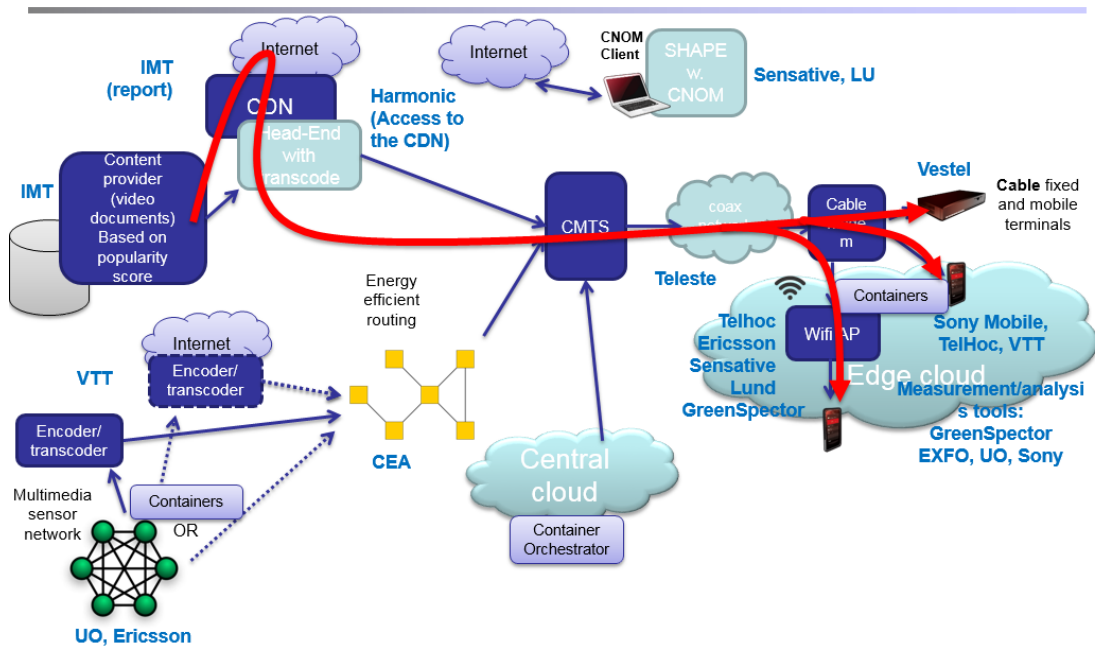 Internet
IMT
(report)
CDN
Harmonic
(Access to
the CDN)
Head-End
with
transcode
Internet
CNOM
Client
SHAPE
w.
CNOM
Sensative, LU
IMT
Content
provider
(video
documents)
Based on
popularity
score
CMTS
coax
Teleste
Cable
m
Vestel
Cable fixed
and mobile
terminals
Energy
efficient
routing
Containers
Wifi AP
Edge cloud
Telhoc
Ericsson
Sensative
Lund
GreenSpector
Sony Mobile,
TelHoc, VTT
Measurement/analysi
s tools:
GreenSpector
EXFO, UO, Sony
Internet
VTT
Encoder/
transcoder
Encoder/
transcoder
CEA
Central
cloud
Container
Orchestrator
Multimedia
sensor
network
Containers
OR
UO, Ericsson